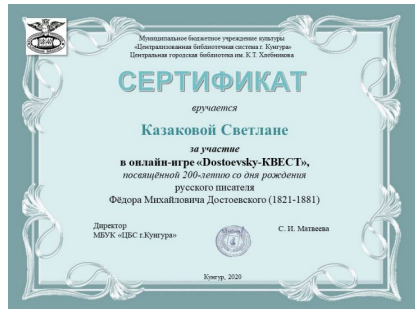 Муниципальное бюджетное учреждение культуры
«Централизованная библиотечная система г. Кунгура»
Центральная городская библиотека им. К.Т. Хлебникова
СЕРТИФИКАТ
вручается
Казаковой Светлане
за участие
в онлайн-игре «Dostoevsky-КВЕСТ»,
посвящённой 200-летию со дня рождения
русского писателя
Фёдора Михайловича Достоевского (1821-1881)
Директор
МБУК «ЦБС г.Кунгура»
С. И. Матвеева
Кунгур, 2020